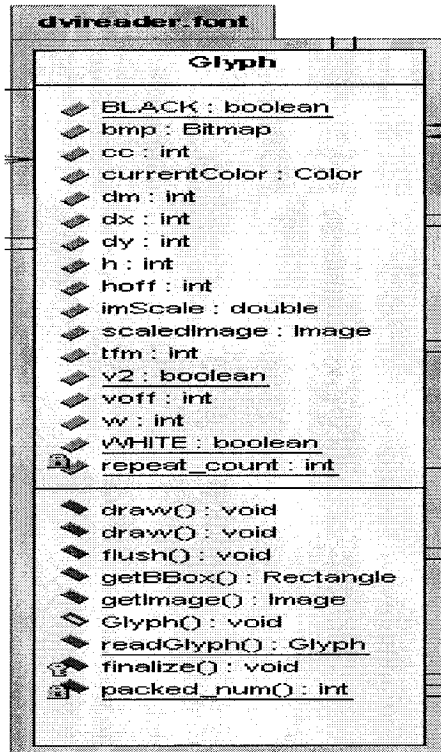 dvireader.font
Glyph
BLACK : boolean
bmp : Bitmap
cc : int
currentColor : Color
dm : int
dx : int
dy : int
h : int
hoff : int
imScale : double
scaledImage : Image
tfm : int
v2 : boolean
voff : int
w : int
WHITE : boolean
repeat_count : int
draw() : void
draw() : void
flush() : void
getBBox() : Rectangle
getImage() : Image
Glyph() : void
readGlyph() : Glyph
finalize() : void
packed_num() : int